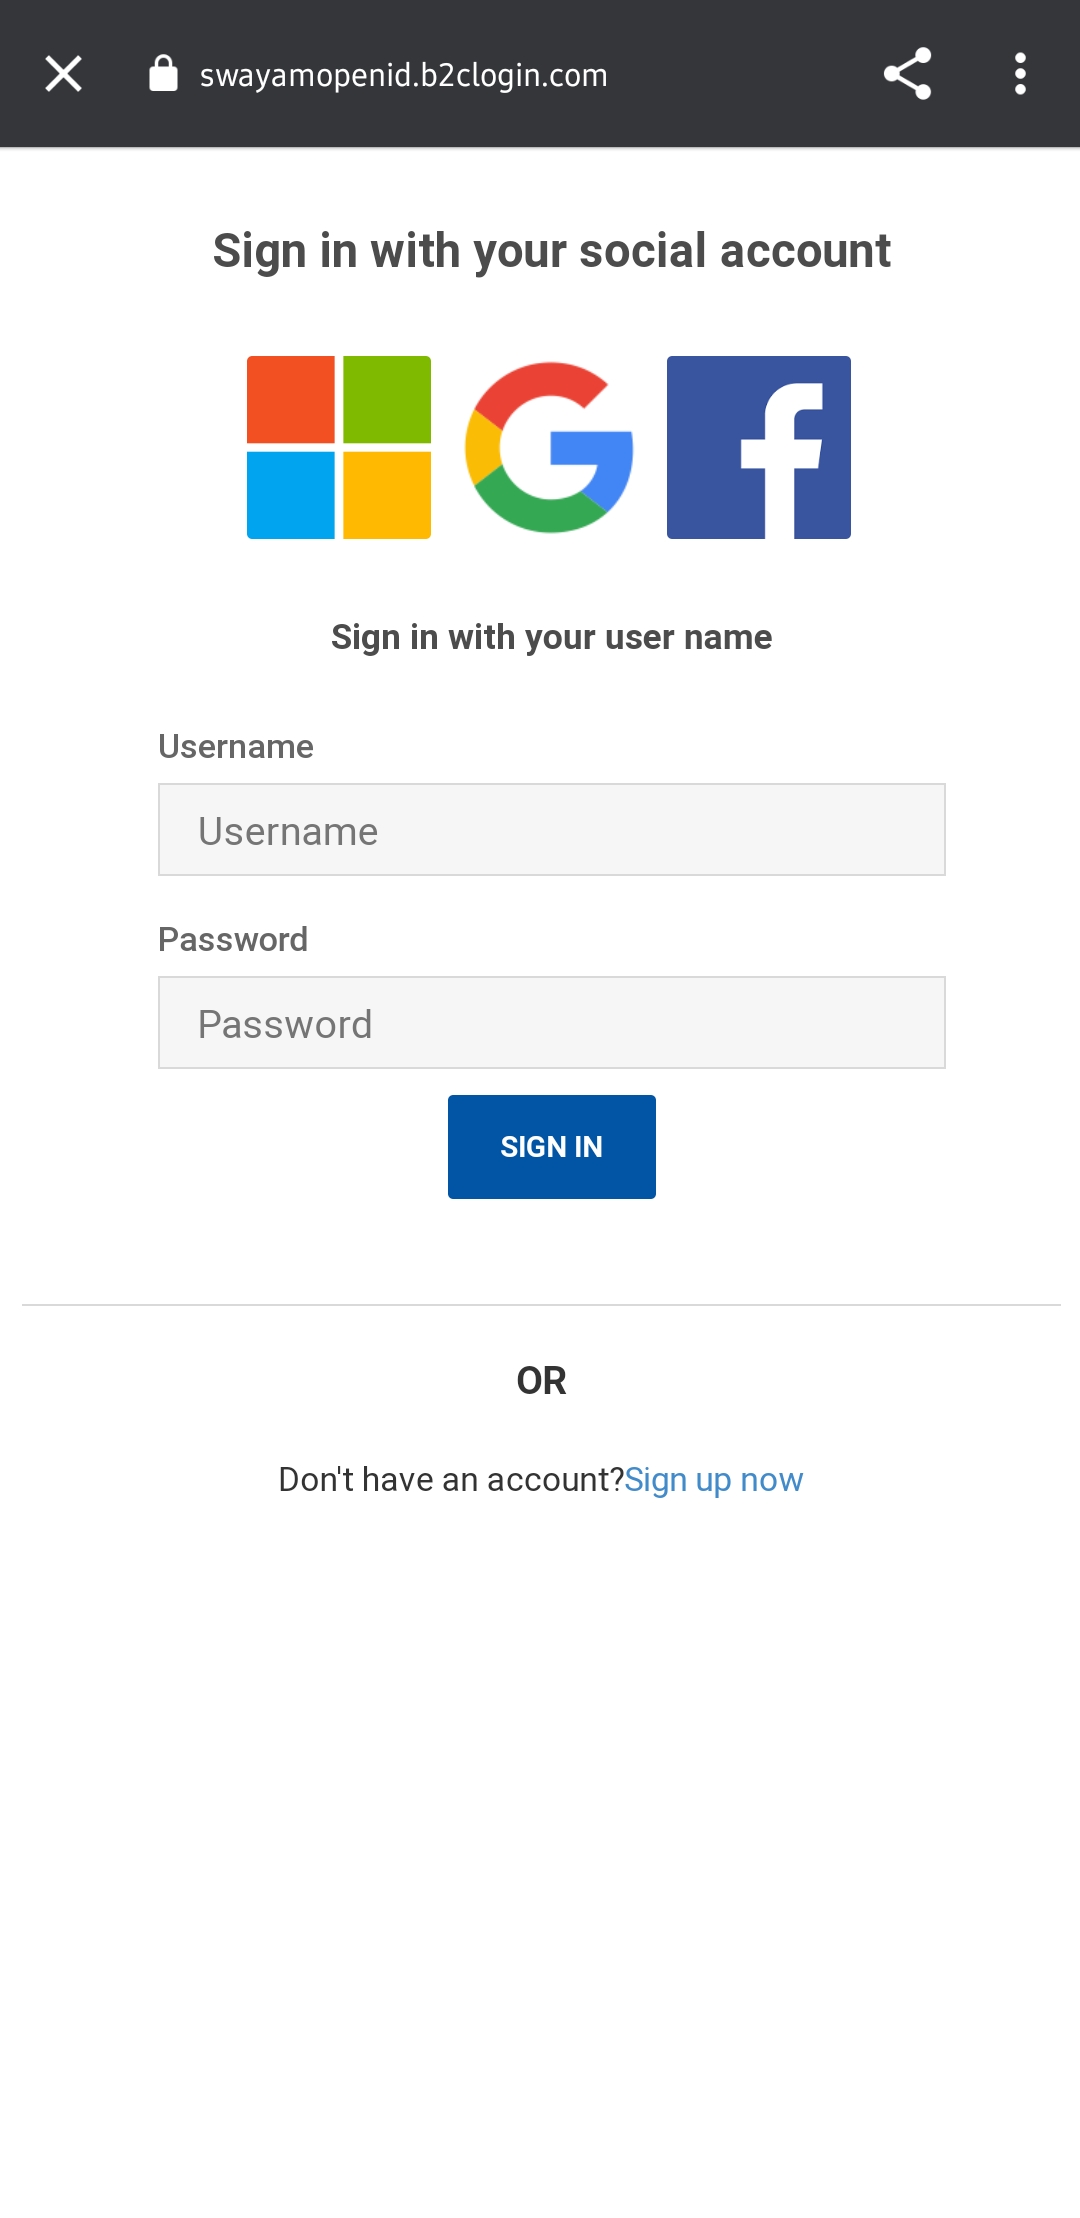 swayamopenid.b2clogin.com
Sign in with your social account
Sign in with your user name
Username
Username
Password
Password
SIGN IN
OR
Don't have an account?Sign up now